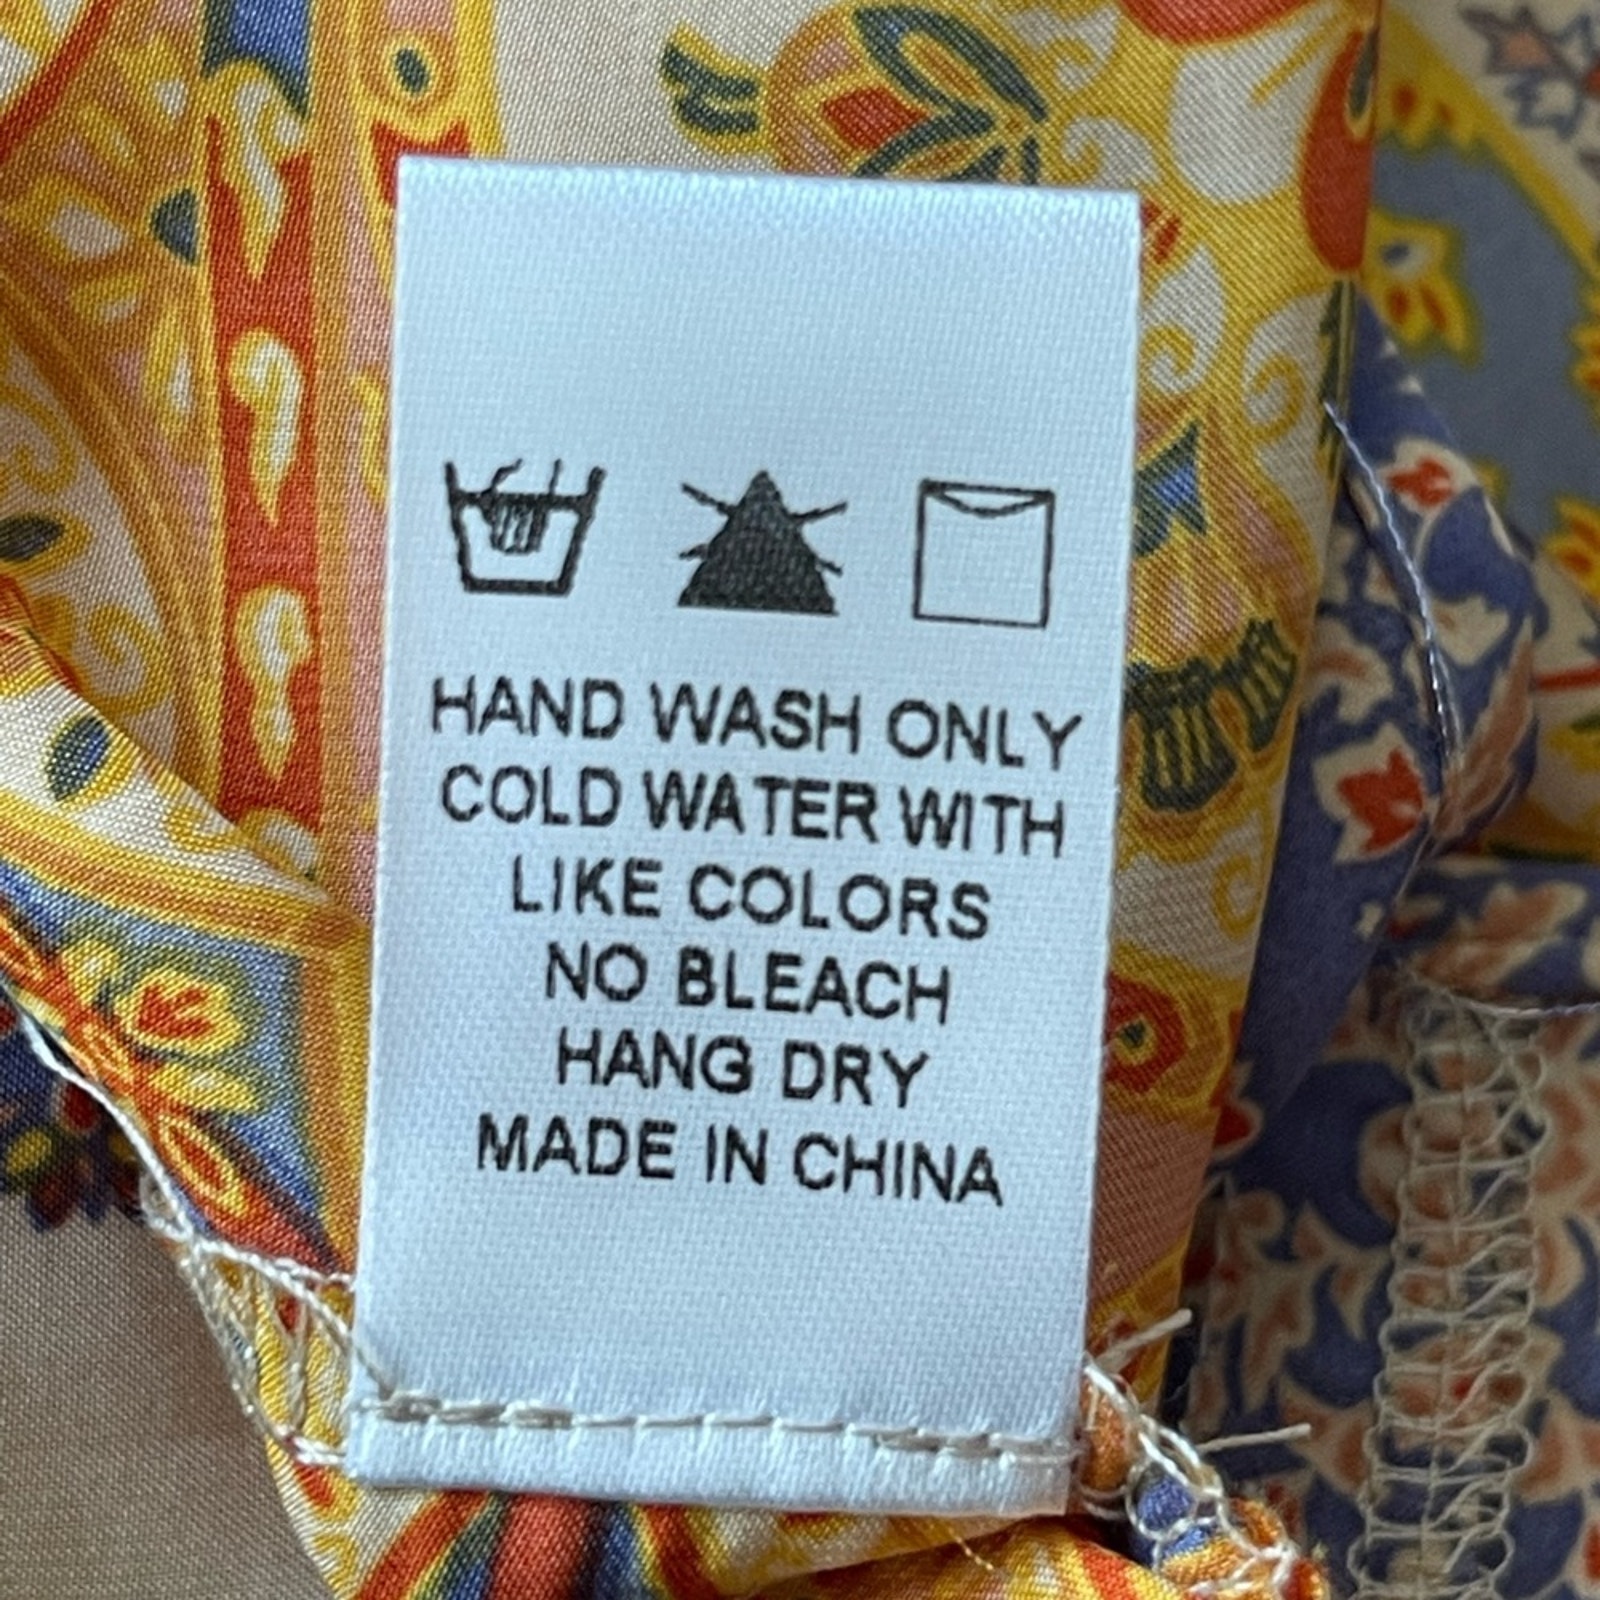 HAND WASH ONLY
COLD WATER WITH
LIKE COLORS
NO BLEACH
HANG DRY
MADE IN CHINA